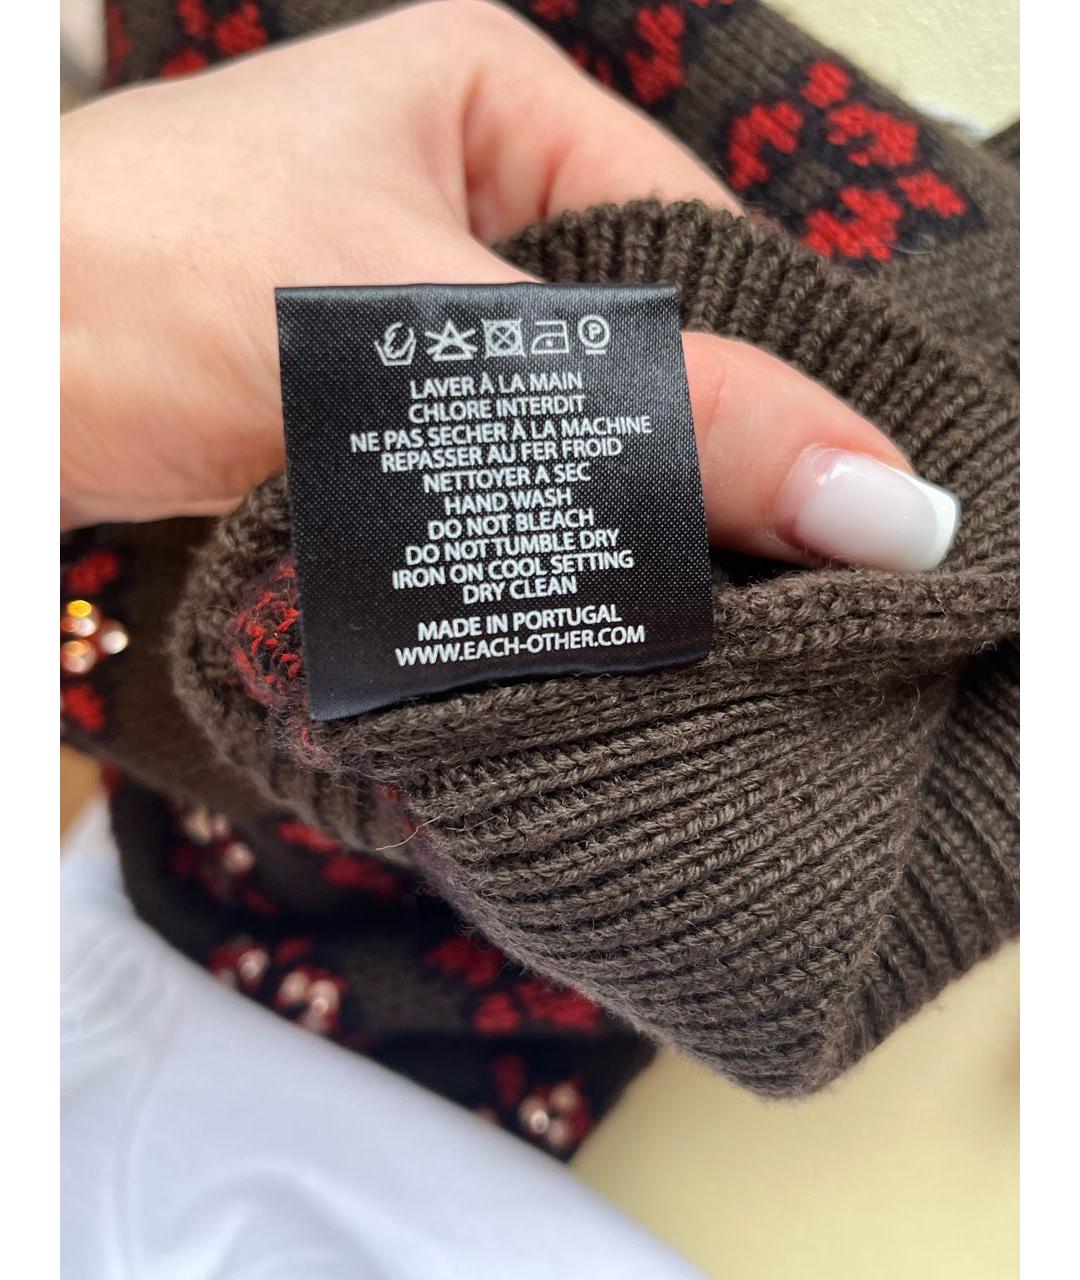 P
LAVER À LA MAIN
CHLORE INTERDIT
NE PAS SECHER A LA MACHINE
REPASSER AU FER FROID
NETTOYER A SEC
HAND WASH
DO NOT BLEACH
DO NOT TUMBLE DRY
IRON ON COOL SETTING
DRY CLEAN
MADE IN PORTUGAL
WWW.EACH-OTHER.COM